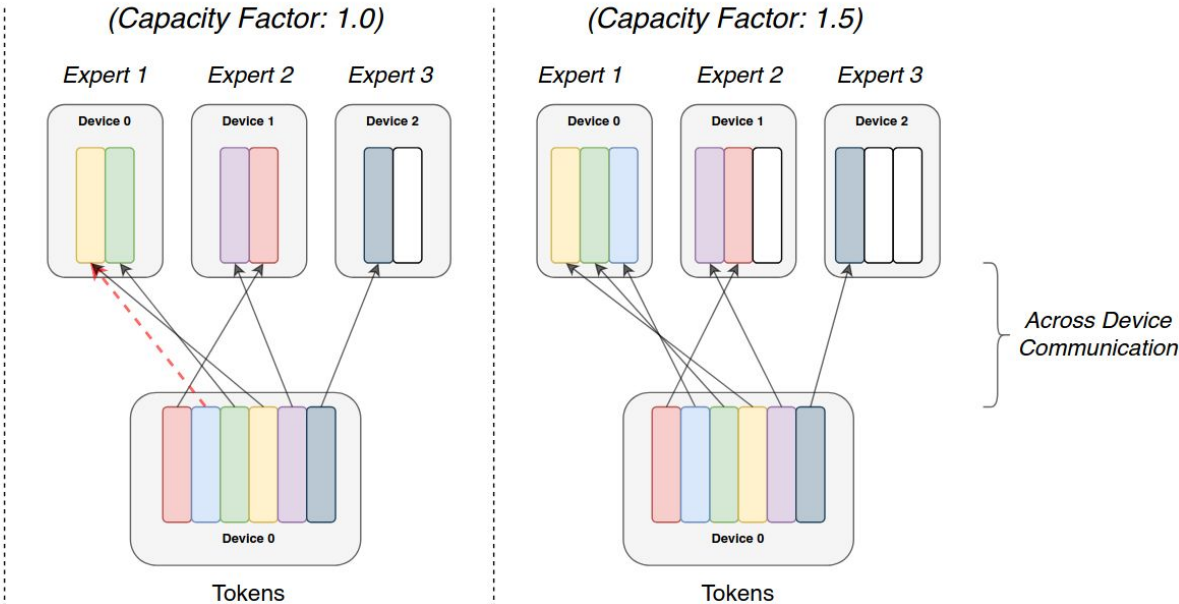 (Capacity Factor: 1.0)
Expert 1
Expert 2
Expert 3
Device 0
Device 1
Device 2
Device 0
Tokens
(Capacity Factor: 1.5)
Expert 1
Expert 2
Expert 3
Device 0
Device 1
Device 2
Across Device
Communication
Device 0
Tokens